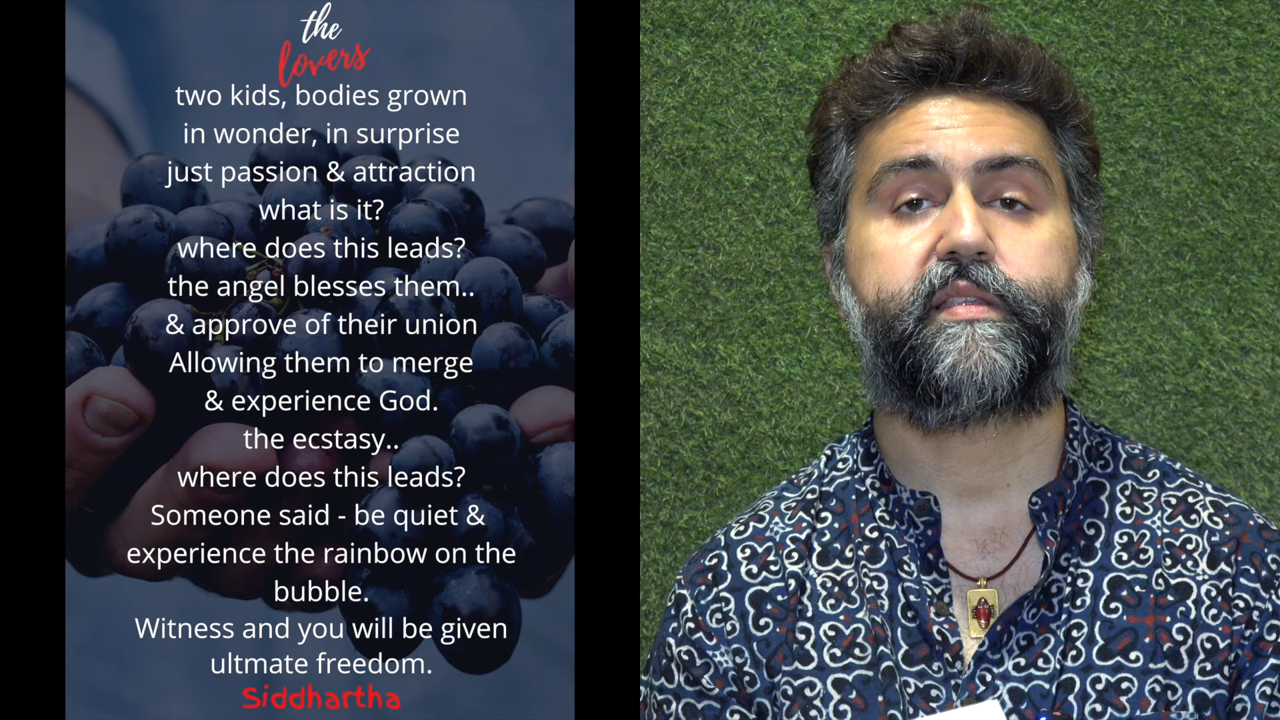 the
lovers
two kids, bodies grown
in wonder, in surprise
just passion & attraction
what is it?
where does this leads?
the angel blesses them..
& approve of their union
Allowing them to merge
& experience God.
the ecstasy..
where does this leads?
Someone said - be quiet &
experience the rainbow on the
bubble.
Witness and you will be given
ultmate freedom.
Siddhartha